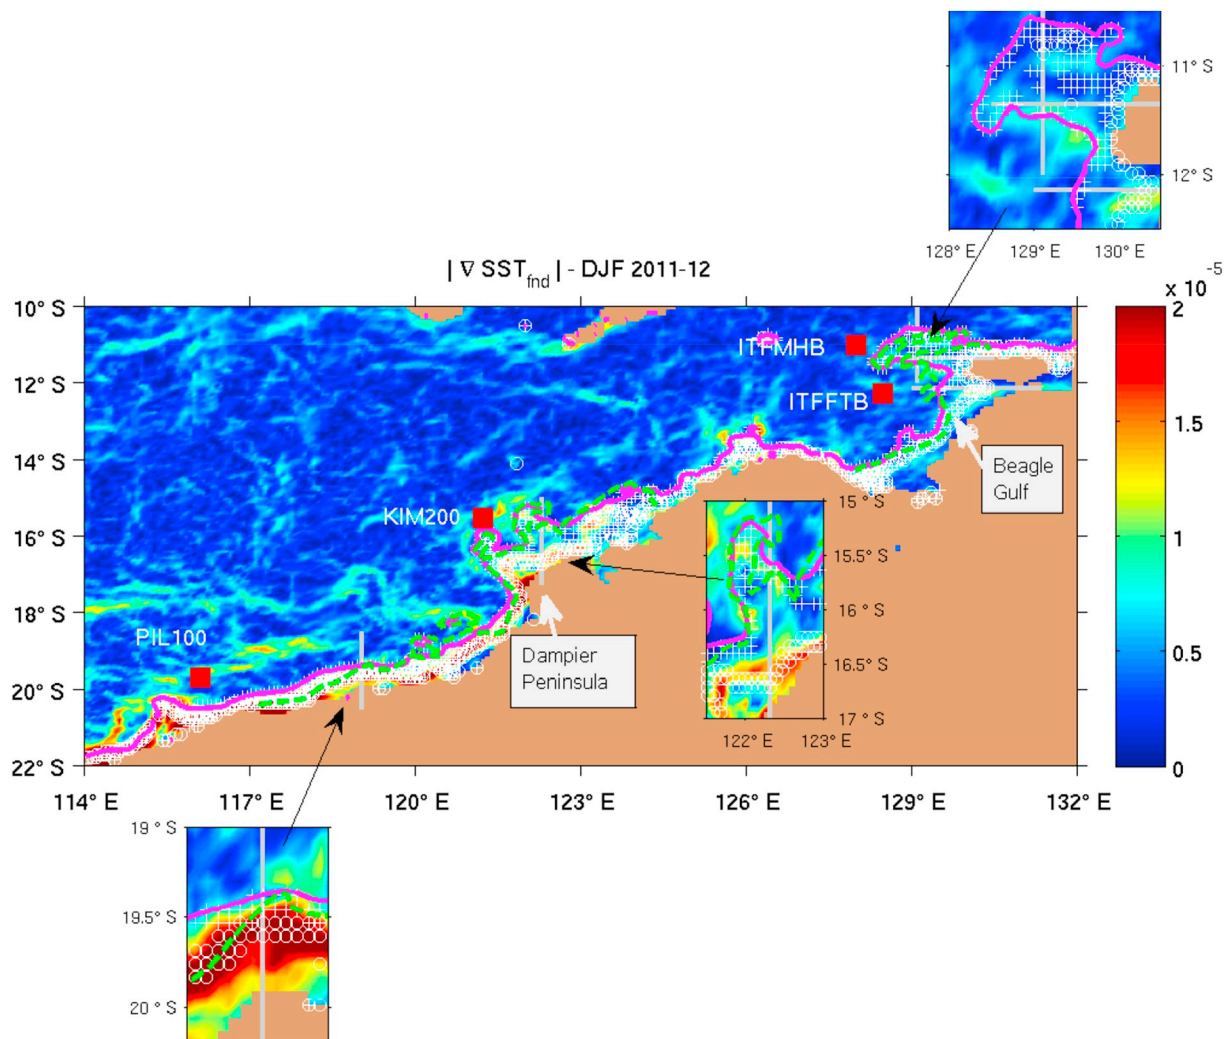 11° S
12° S
128° E 129° E 130° E
| ∇ SST_fnd | - DJF 2011-12
x 10^-5
10° S
12° S
14° S
16° S
18° S
20° S
22° S
114° E 117° E 120° E 123° E 126° E 129° E 132° E
ITFMHB
ITFFTB
KIM200
PIL100
Beagle
Gulf
Dampier
Peninsula
15° S
15.5° S
16° S
16.5° S
17° S
122° E 123° E
2
1.5
1
0.5
0
19° S
19.5° S
20° S